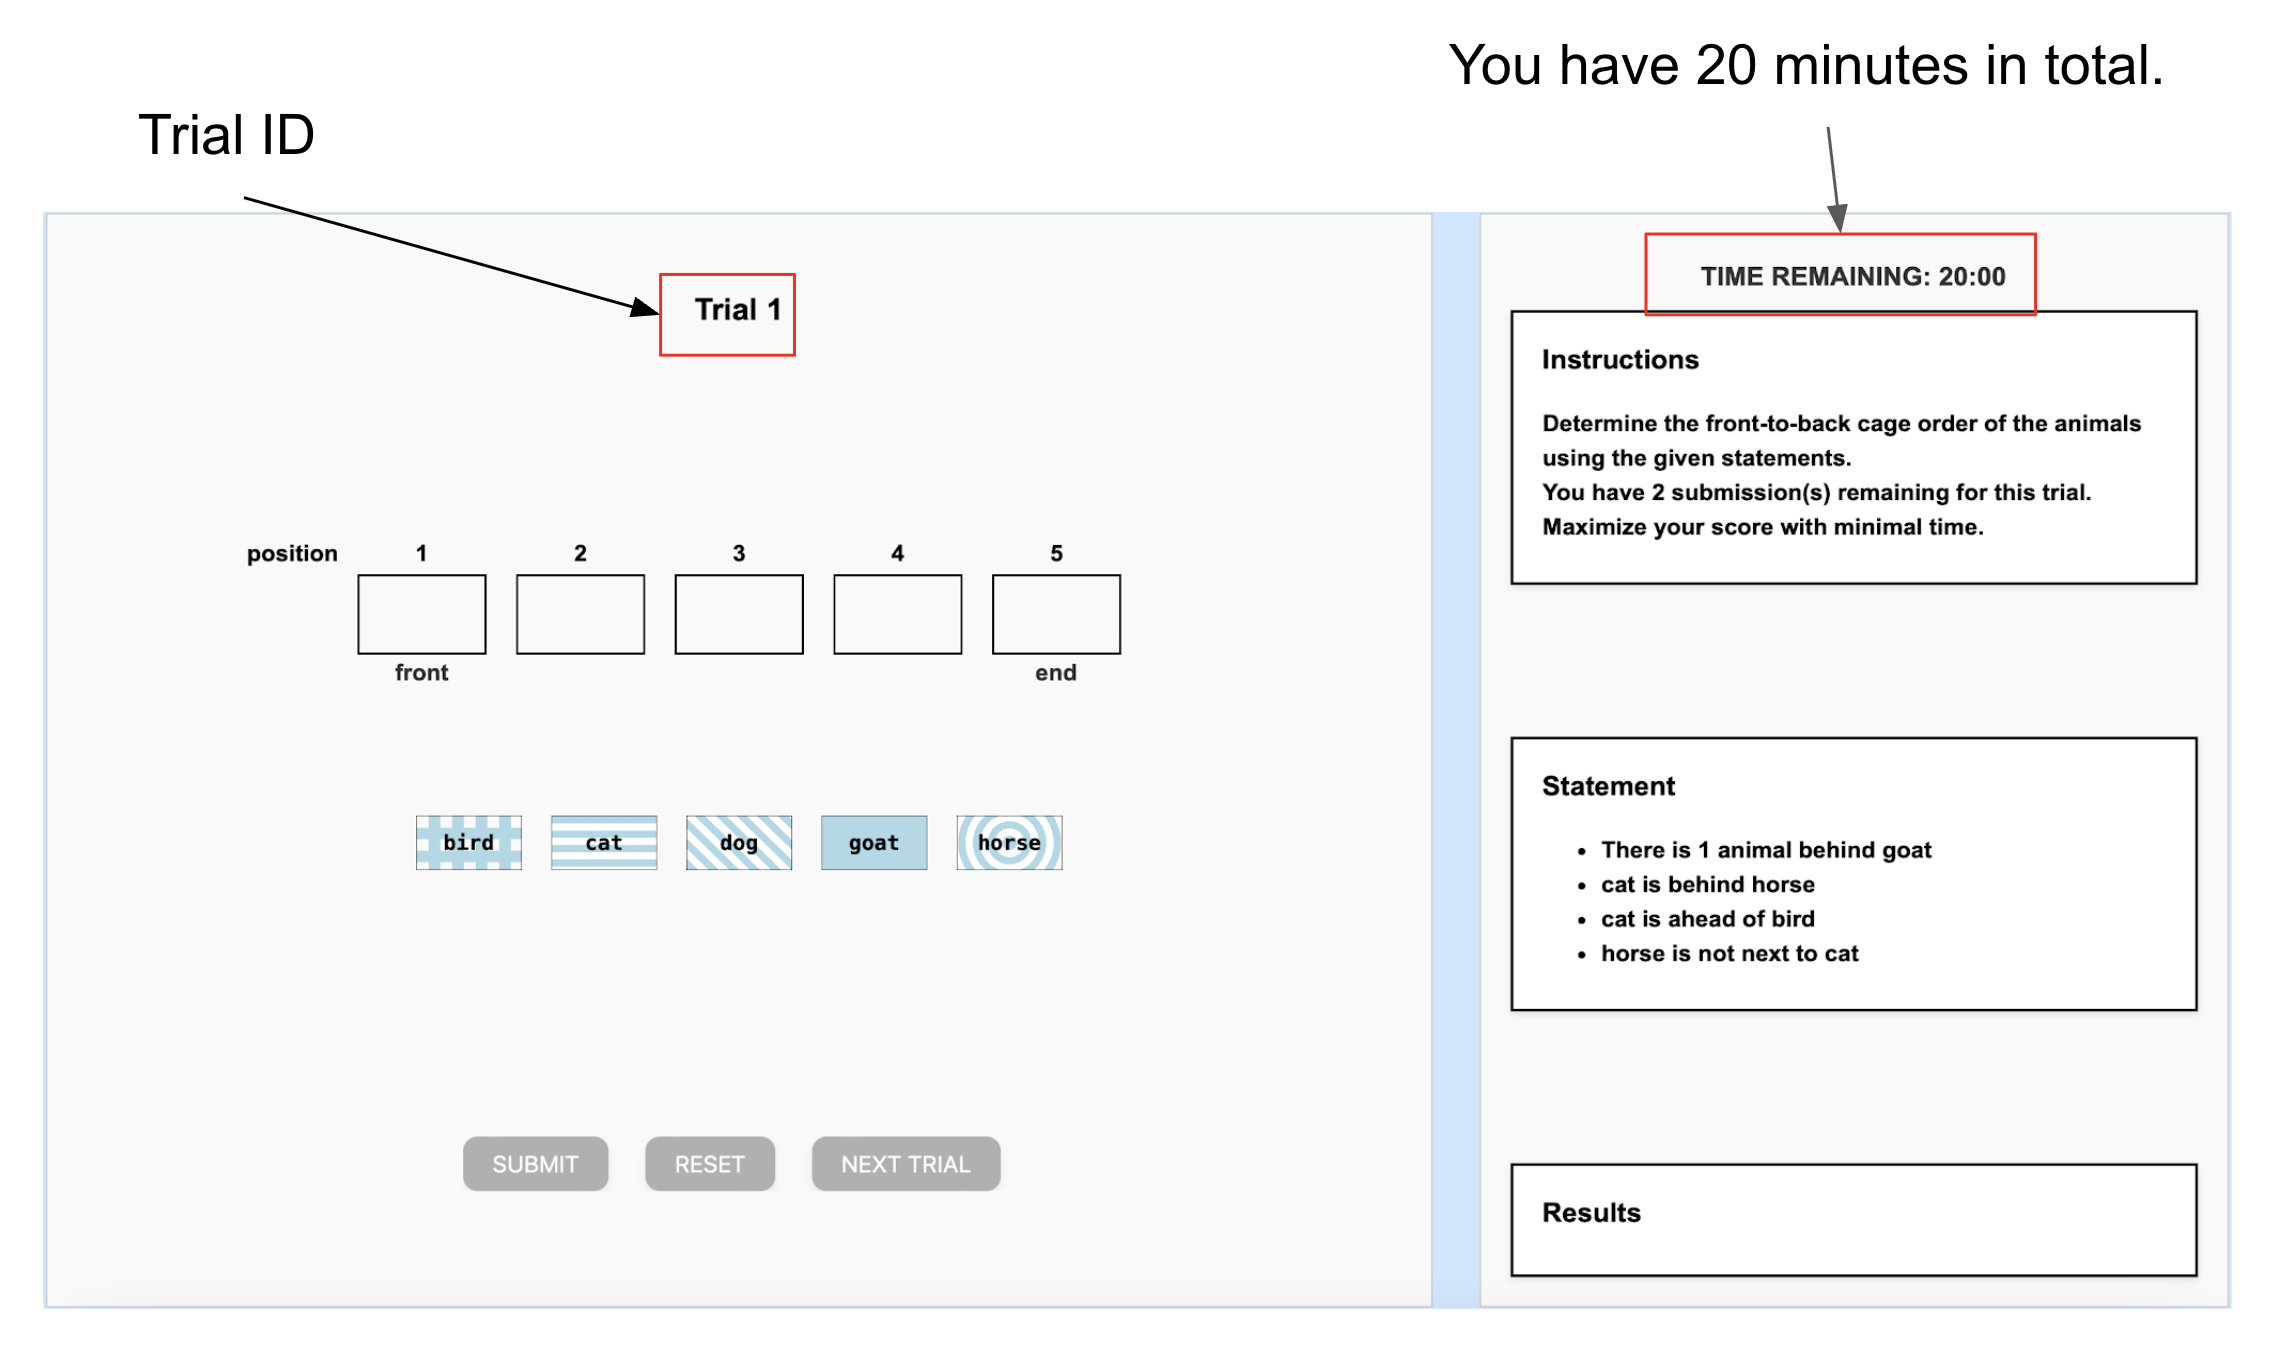 You have 20 minutes in total.
Trial ID
Trial 1
position 1 2 3 4 5
front end
bird cat dog goat horse
SUBMIT RESET NEXT TRIAL
TIME REMAINING: 20:00
Instructions
Determine the front-to-back cage order of the animals
using the given statements.
You have 2 submission(s) remaining for this trial.
Maximize your score with minimal time.
Statement
• There is 1 animal behind goat
• cat is behind horse
• cat is ahead of bird
• horse is not next to cat
Results